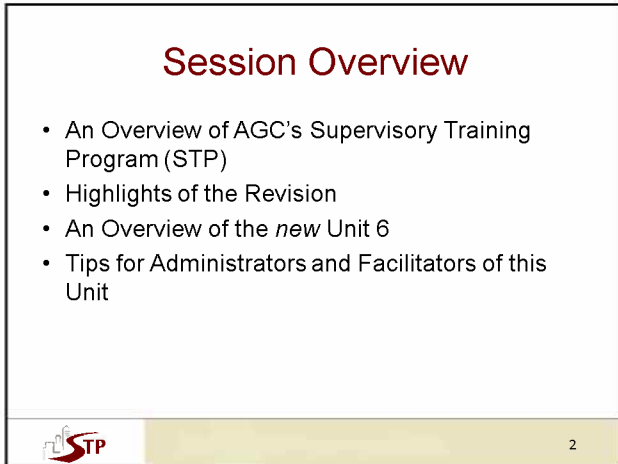 Session Overview
• An Overview of AGC's Supervisory Training
Program (STP)
• Highlights of the Revision
• An Overview of the new Unit 6
• Tips for Administrators and Facilitators of this
Unit
STP
2